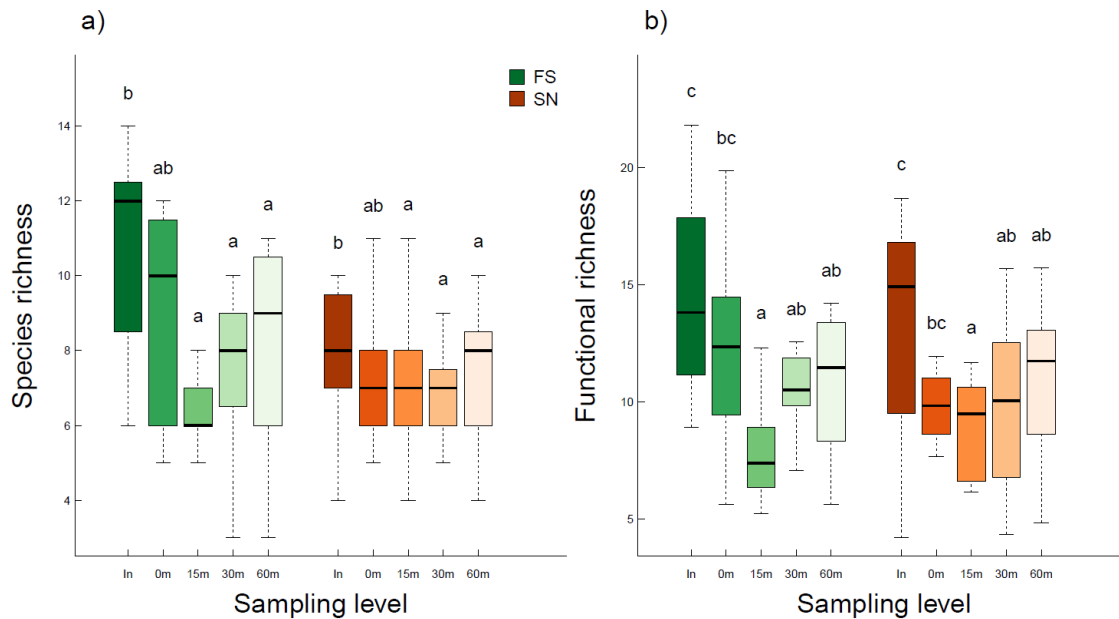 a)
b)
FS
SN
b
ab
a
a
a
b
ab
a
a
a
c
bc
a
ab
ab
c
bc
a
ab
ab
Species richness
14
12
10
8
6
4
Functional richness
20
15
10
5
In 0m 15m 30m 60m In 0m 15m 30m 60m
In 0m 15m 30m 60m In 0m 15m 30m 60m
Sampling level
Sampling level